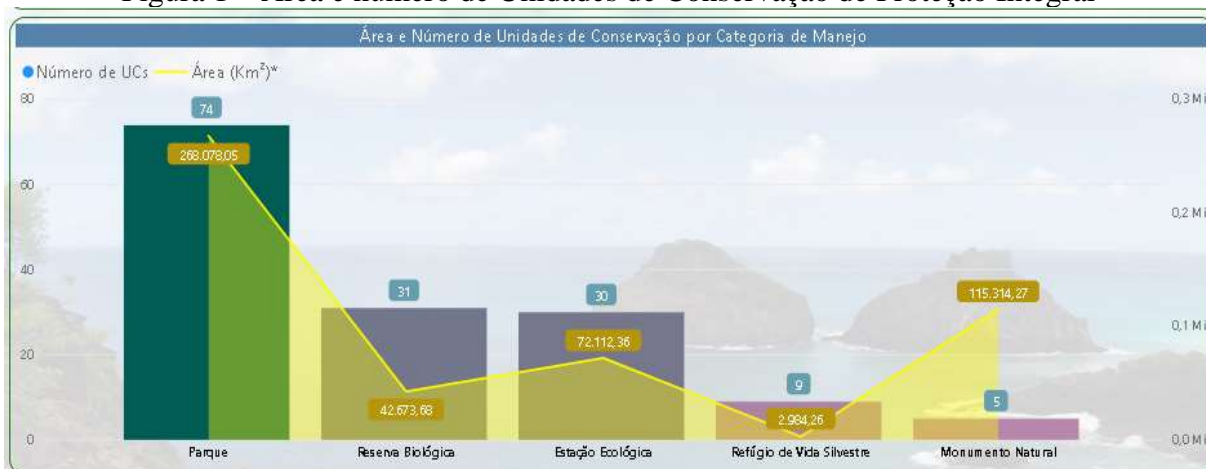 Figura 1 – Área e número de Unidades de Conservação de Proteção Integral
Área e Número de Unidades de Conservação por Categoria de Manejo
Número de UCs Área (Km²)*
80
0,3 Mi
74
268.078,05
60
0,2 Mi
40
31
30
115.314,27
72.112,36
0,1 Mi
20
9
5
42.673,68
2.984,26
0
0,0 Mi
Parque Reserva Biológica Estação Ecológica Refúgio de Vida Silvestre Monumento Natural